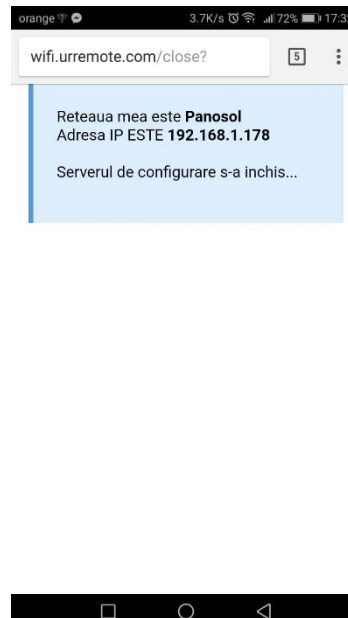 orange 3.7K/s 72% 17:3
wifi.urremote.com/close? 5
Reteaua mea este Panosol
Adresa IP ESTE 192.168.1.178
Serverul de configurare s-a inchis...